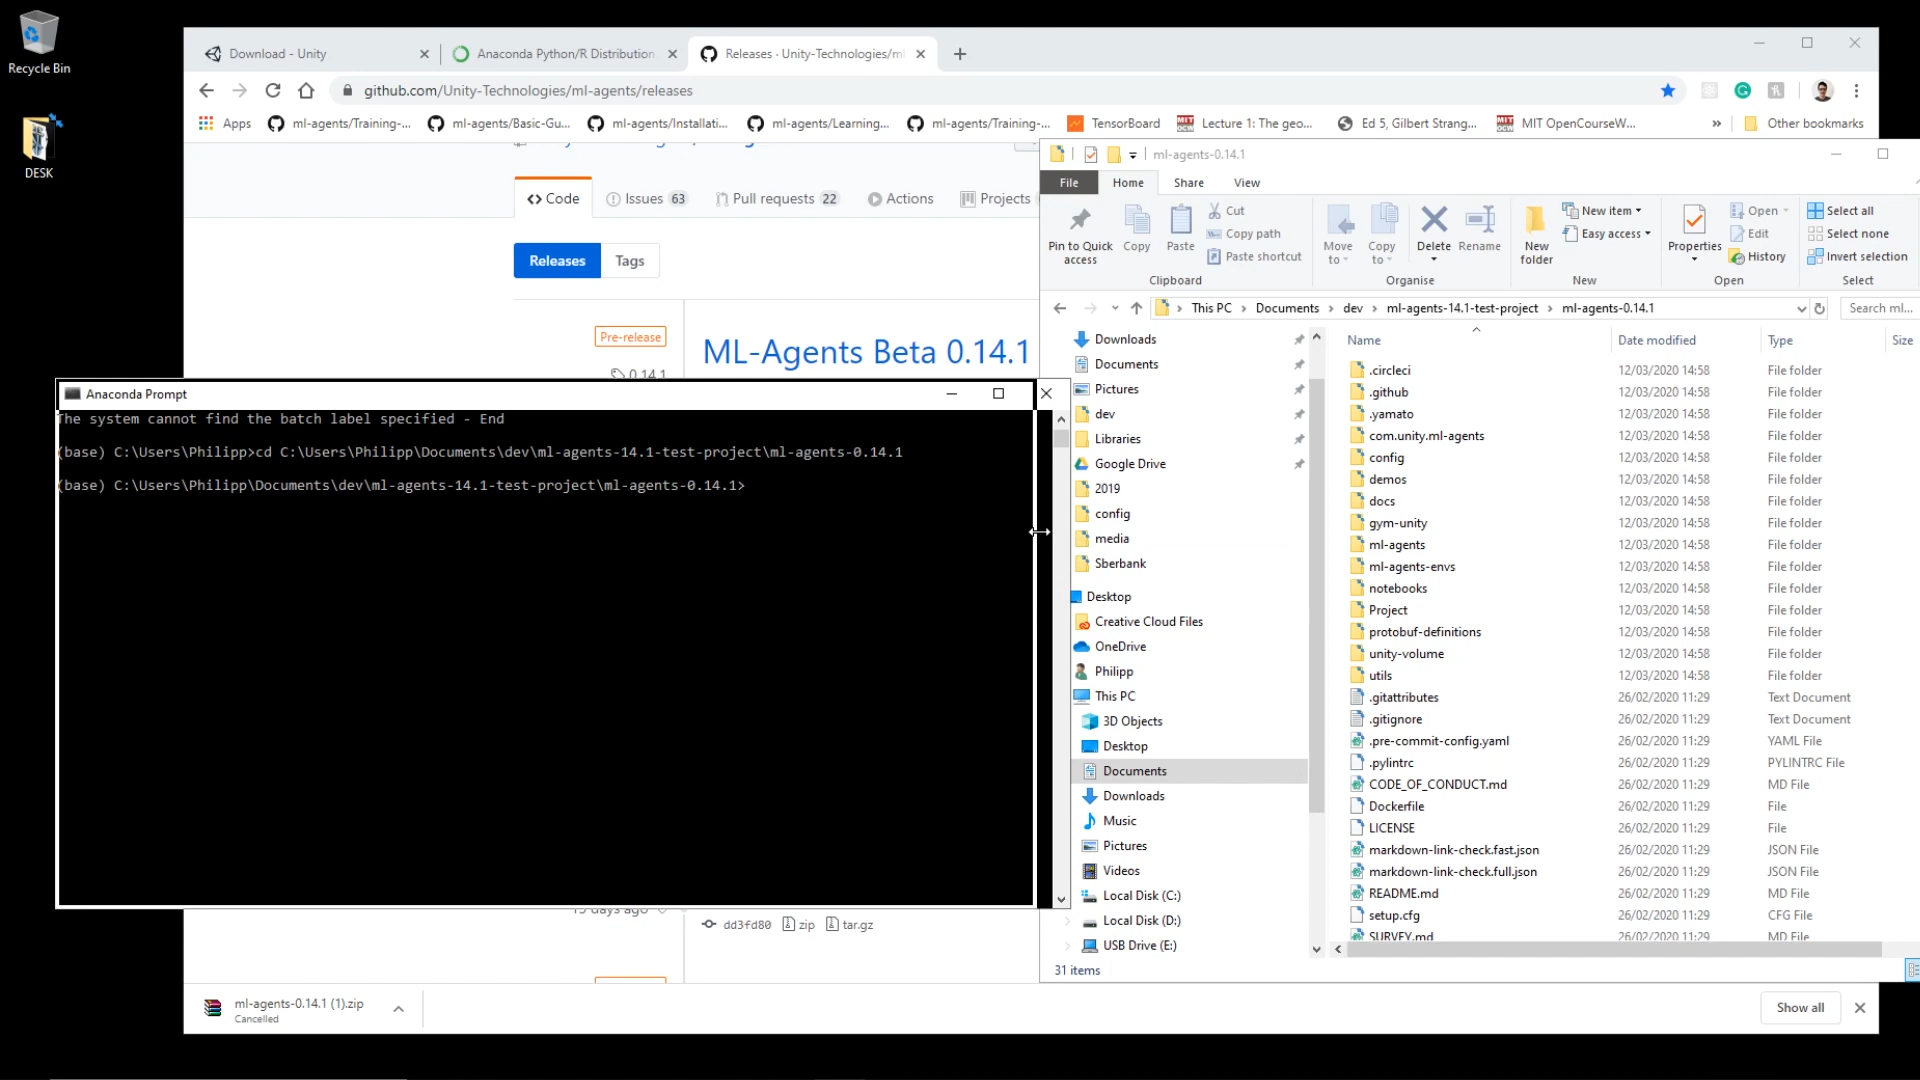 Recycle Bin
DESK
Download - Unity
Anaconda Python/R Distribution
Releases · Unity-Technologies/ml
github.com/Unity-Technologies/ml-agents/releases
Apps
ml-agents/Training-...
ml-agents/Basic-Gu...
ml-agents/Installati...
ml-agents/Learning...
ml-agents/Training-...
TensorBoard
Lecture 1: The geo...
Ed 5, Gilbert Strang...
MIT OpenCourseW...
»
Other bookmarks
Code
Issues 63
Pull requests 22
Actions
Projects
Releases
Tags
Pre-release
0.14.1
ML-Agents Beta 0.14.1
Anaconda Prompt
The system cannot find the batch label specified - End
(base) C:\Users\Philipp>cd C:\Users\Philipp\Documents\dev\ml-agents-14.1-test-project\ml-agents-0.14.1
(base) C:\Users\Philipp\Documents\dev\ml-agents-14.1-test-project\ml-agents-0.14.1>
days ago
dd3fd80
zip
tar.gz
ml-agents-0.14.1 (1).zip
Cancelled
Show all
ml-agents-0.14.1
File
Home
Share
View
Pin to Quick access
Copy
Paste
Cut
Copy path
Paste shortcut
Clipboard
Move to
Copy to
Delete
Rename
Organise
New folder
New item
Easy access
New
Properties
Open
Edit
History
Open
Select all
Select none
Invert selection
Select
This PC > Documents > dev > ml-agents-14.1-test-project > ml-agents-0.14.1
Search ml...
Downloads
Documents
Pictures
dev
Libraries
Google Drive
2019
config
media
Sberbank
Desktop
Creative Cloud Files
OneDrive
Philipp
This PC
3D Objects
Desktop
Documents
Downloads
Music
Pictures
Videos
Local Disk (C:)
Local Disk (D:)
USB Drive (E:)
Name Date modified Type Size
.circleci 12/03/2020 14:58 File folder
.github 12/03/2020 14:58 File folder
.yamato 12/03/2020 14:58 File folder
com.unity.ml-agents 12/03/2020 14:58 File folder
config 12/03/2020 14:58 File folder
demos 12/03/2020 14:58 File folder
docs 12/03/2020 14:58 File folder
gym-unity 12/03/2020 14:58 File folder
ml-agents 12/03/2020 14:58 File folder
ml-agents-envs 12/03/2020 14:58 File folder
notebooks 12/03/2020 14:58 File folder
Project 12/03/2020 14:58 File folder
protobuf-definitions 12/03/2020 14:58 File folder
unity-volume 12/03/2020 14:58 File folder
utils 12/03/2020 14:58 File folder
.gitattributes 26/02/2020 11:29 Text Document
.gitignore 26/02/2020 11:29 Text Document
.pre-commit-config.yaml 26/02/2020 11:29 YAML File
.pylintrc 26/02/2020 11:29 PYLINTRC File
CODE_OF_CONDUCT.md 26/02/2020 11:29 MD File
Dockerfile 26/02/2020 11:29 File
LICENSE 26/02/2020 11:29 File
markdown-link-check.fast.json 26/02/2020 11:29 JSON File
markdown-link-check.full.json 26/02/2020 11:29 JSON File
README.md 26/02/2020 11:29 MD File
setup.cfg 26/02/2020 11:29 CFG File
SURVEY.md 26/02/2020 11:29 MD File
31 items